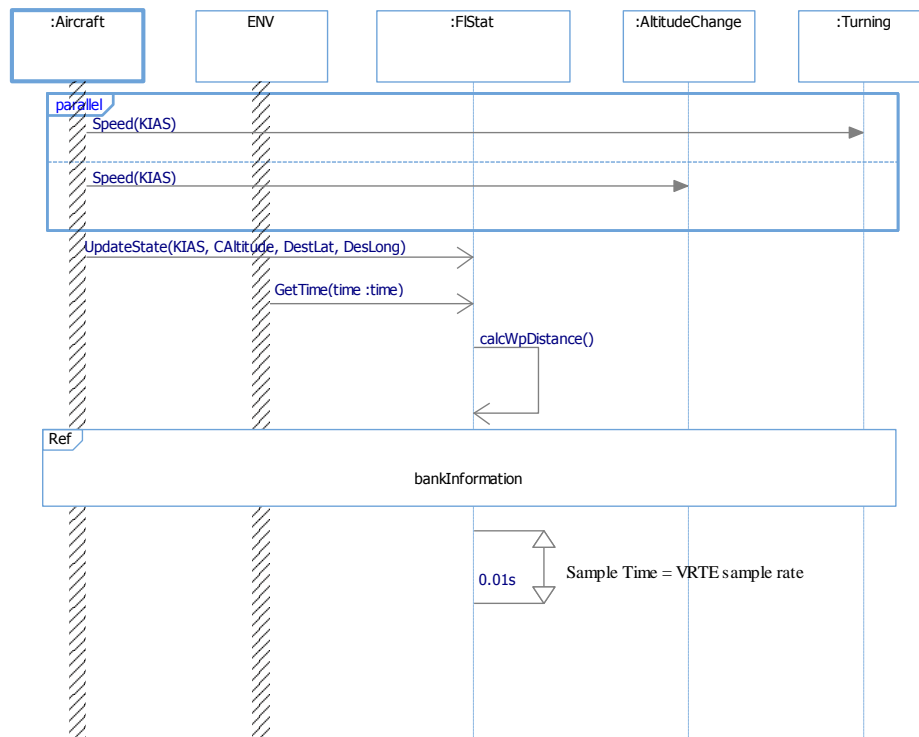 :Aircraft
ENV
:FlStat
:AltitudeChange
:Turning
parallel
Speed(KIAS)
Speed(KIAS)
UpdateState(KIAS, CAltitude, DestLat, DesLong)
GetTime(time :time)
calcWpDistance()
Ref
bankInformation
0.01s
Sample Time = VRTE sample rate